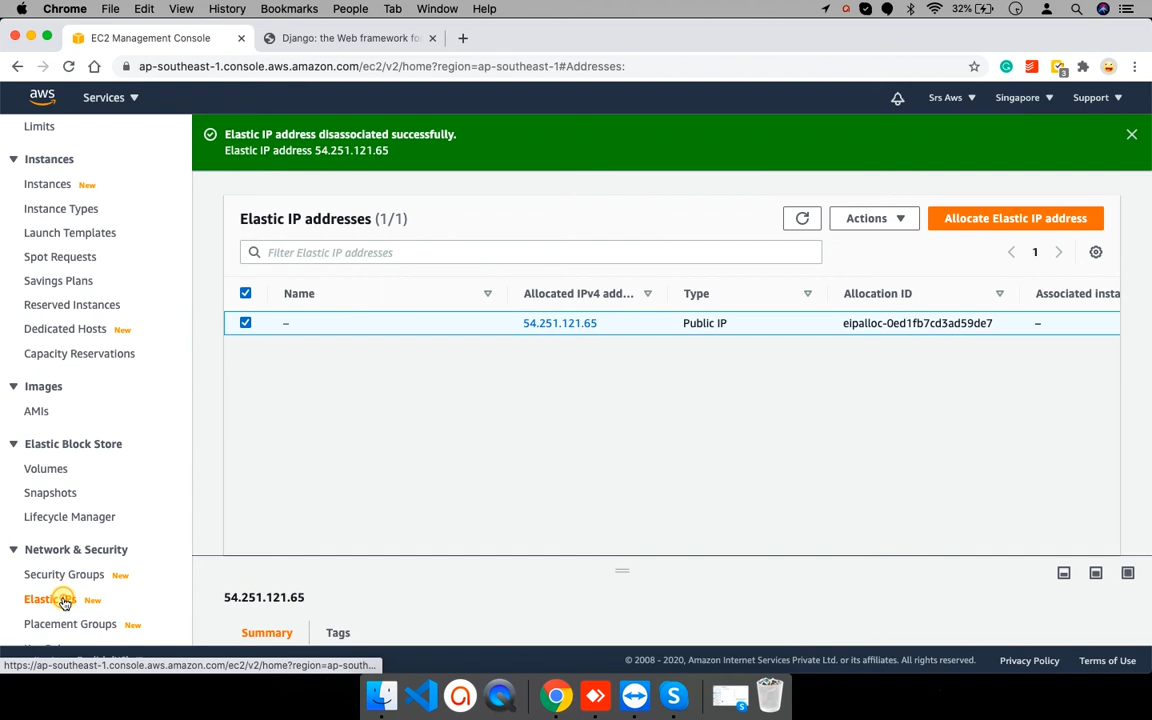 Chrome File Edit View History Bookmarks People Tab Window Help 32%
EC2 Management Console Django: the Web framework fo
ap-southeast-1.console.aws.amazon.com/ec2/v2/home?region=ap-southeast-1#Addresses: 3
aws Services Srs Aws Singapore Support
Limits
Instances
Instances New
Instance Types
Launch Templates
Spot Requests
Savings Plans
Reserved Instances
Dedicated Hosts New
Capacity Reservations
Images
AMIs
Elastic Block Store
Volumes
Snapshots
Lifecycle Manager
Network & Security
Security Groups New
Elastic IPs New
Placement Groups New
Elastic IP address disassociated successfully.
Elastic IP address 54.251.121.65
Elastic IP addresses (1/1) Actions Allocate Elastic IP address
Filter Elastic IP addresses 1
Name Allocated IPv4 add... Type Allocation ID Associated insta
– 54.251.121.65 Public IP eipalloc-0ed1fb7cd3ad59de7 –
54.251.121.65
Summary Tags
https://ap-southeast-1.console.aws.amazon.com/ec2/v2/home?region=ap-south...
© 2008 - 2020, Amazon Internet Services Private Ltd. or its affiliates. All rights reserved. Privacy Policy Terms of Use